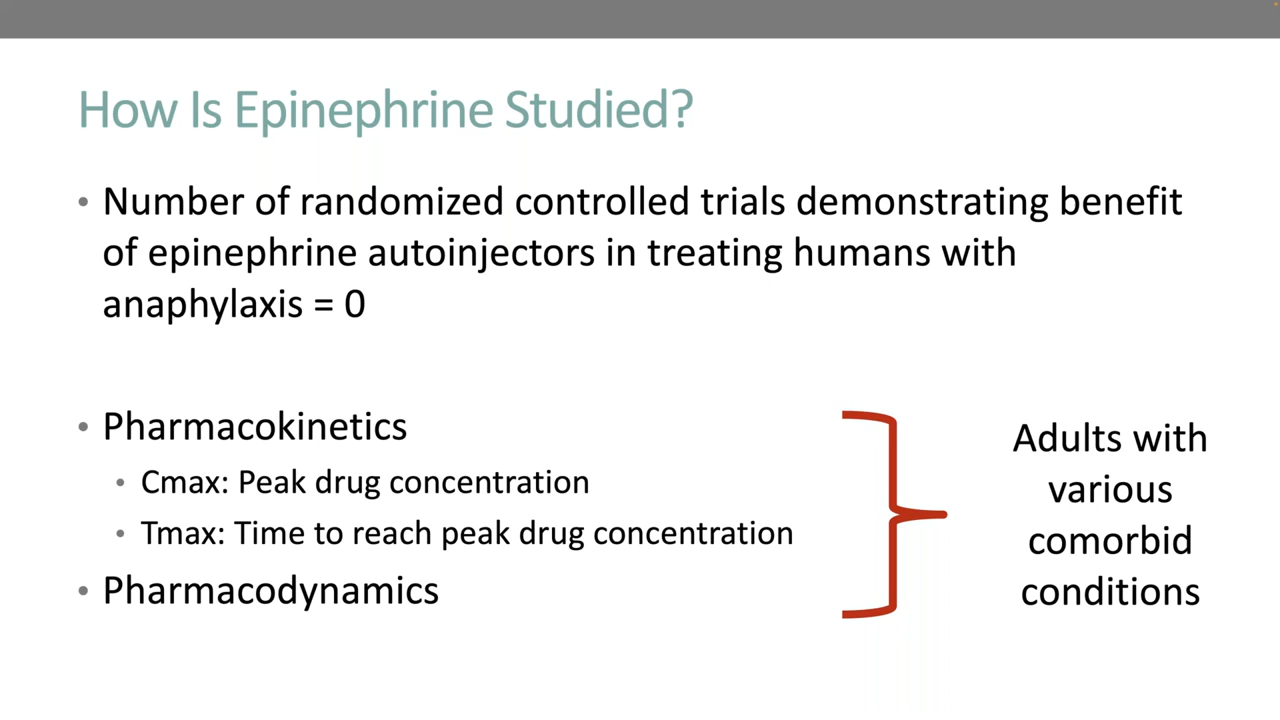 How Is Epinephrine Studied?
• Number of randomized controlled trials demonstrating benefit
of epinephrine autoinjectors in treating humans with
anaphylaxis = 0
• Pharmacokinetics
• Cmax: Peak drug concentration
• Tmax: Time to reach peak drug concentration
• Pharmacodynamics
Adults with
various
comorbid
conditions